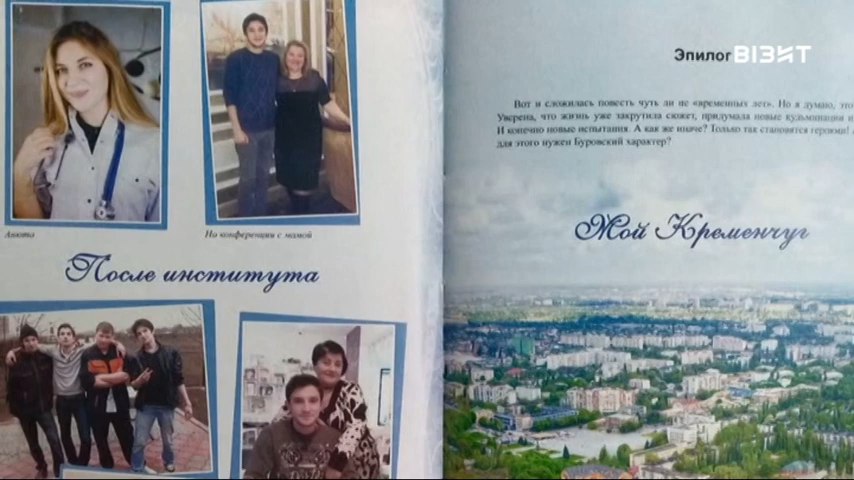 Анюта
На конференции с мамой
После института
Эпилог
ВІЗИТ
Вот и сложилась повесть чуть ли не «временных лет». Но я думаю, это
Уверена, что жизнь уже закрутила сюжет, придумала новые кульминации и
И конечно новые испытания. А как же иначе? Только так становятся героями!
для этого нужен Буровский характер?
Мой Кременчуг